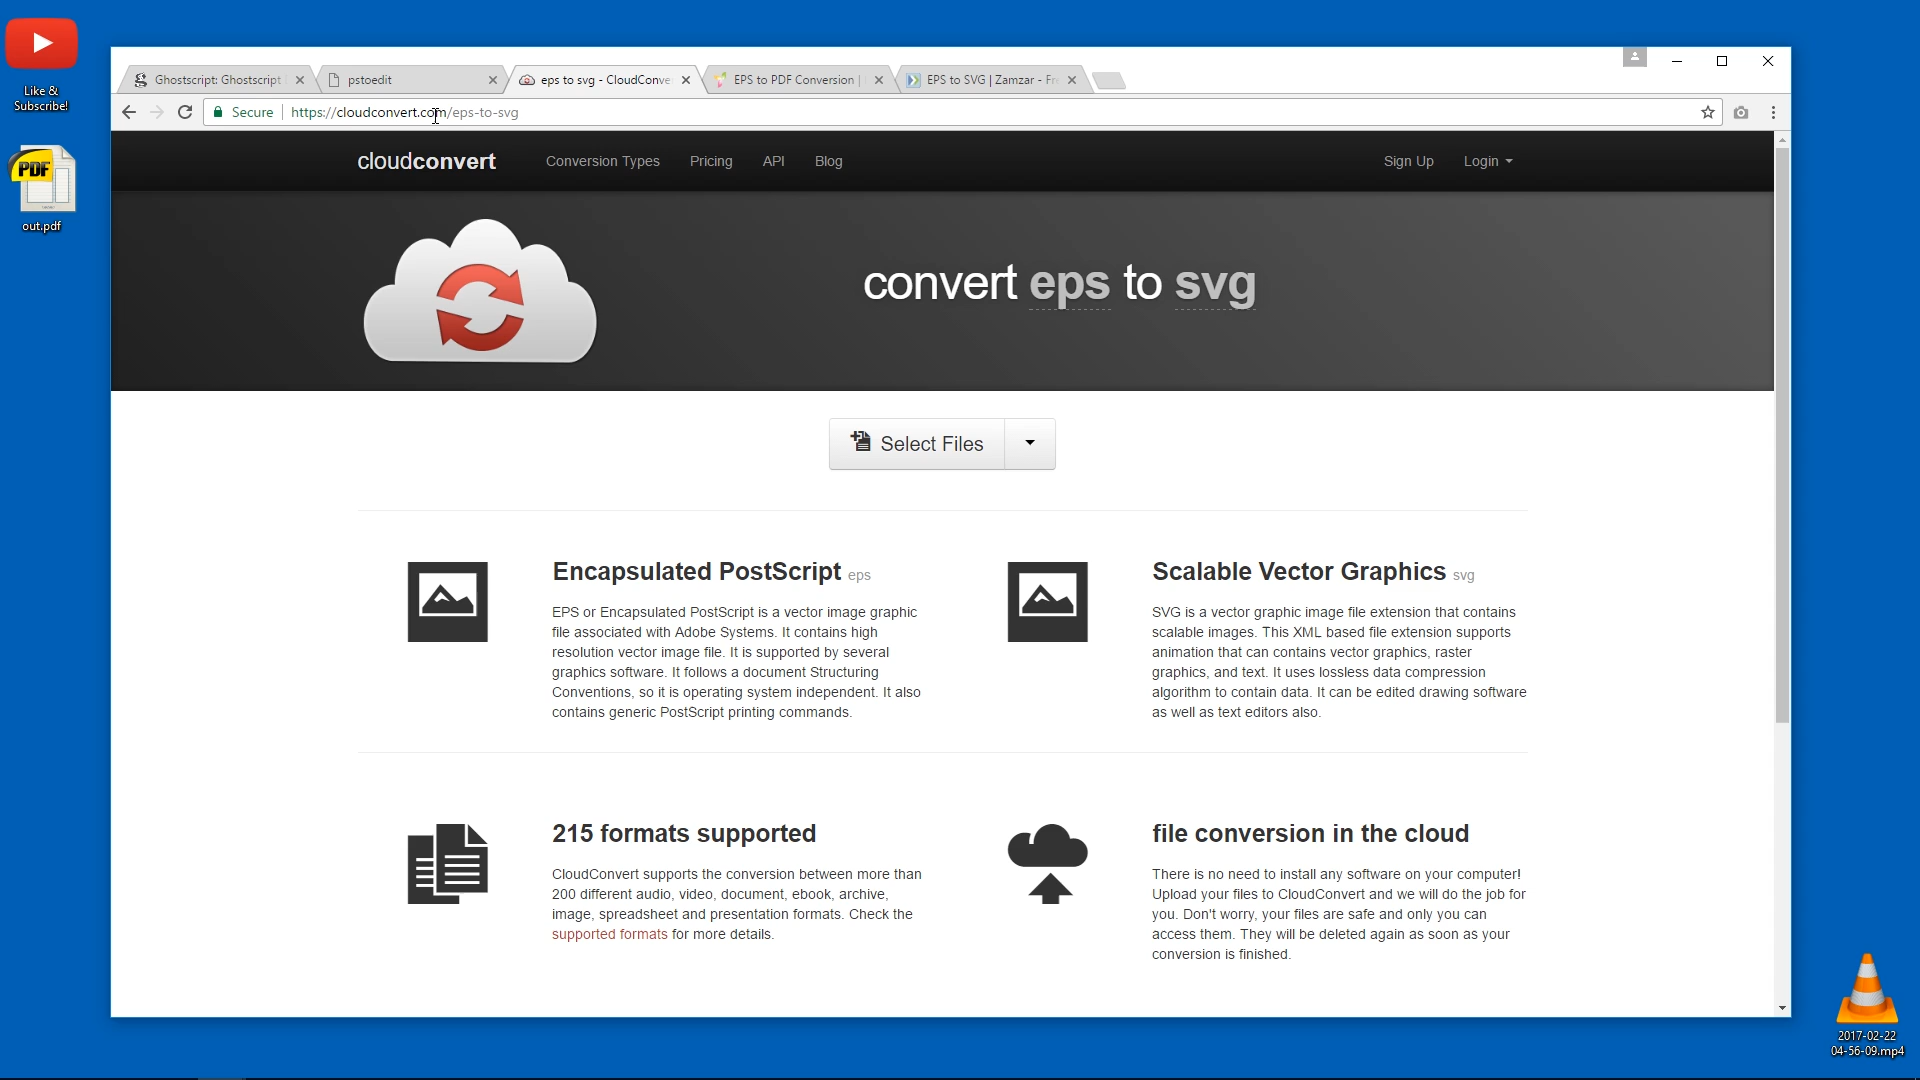 Like &
Subscribe!
out.pdf
Ghostscript: Ghostscript
pstoedit
eps to svg - CloudConve
EPS to PDF Conversion |
EPS to SVG | Zamzar - Fr
Secure
https://cloudconvert.com/eps-to-svg
cloudconvert
Conversion Types
Pricing
API
Blog
Sign Up
Login
convert eps to svg
Select Files
Encapsulated PostScript eps
EPS or Encapsulated PostScript is a vector image graphic
file associated with Adobe Systems. It contains high
resolution vector image file. It is supported by several
graphics software. It follows a document Structuring
Conventions, so it is operating system independent. It also
contains generic PostScript printing commands.
Scalable Vector Graphics svg
SVG is a vector graphic image file extension that contains
scalable images. This XML based file extension supports
animation that can contains vector graphics, raster
graphics, and text. It uses lossless data compression
algorithm to contain data. It can be edited drawing software
as well as text editors also.
215 formats supported
CloudConvert supports the conversion between more than
200 different audio, video, document, ebook, archive,
image, spreadsheet and presentation formats. Check the
supported formats for more details.
file conversion in the cloud
There is no need to install any software on your computer!
Upload your files to CloudConvert and we will do the job for
you. Don't worry, your files are safe and only you can
access them. They will be deleted again as soon as your
conversion is finished.
PDF
2017-02-22
04-56-09.mp4